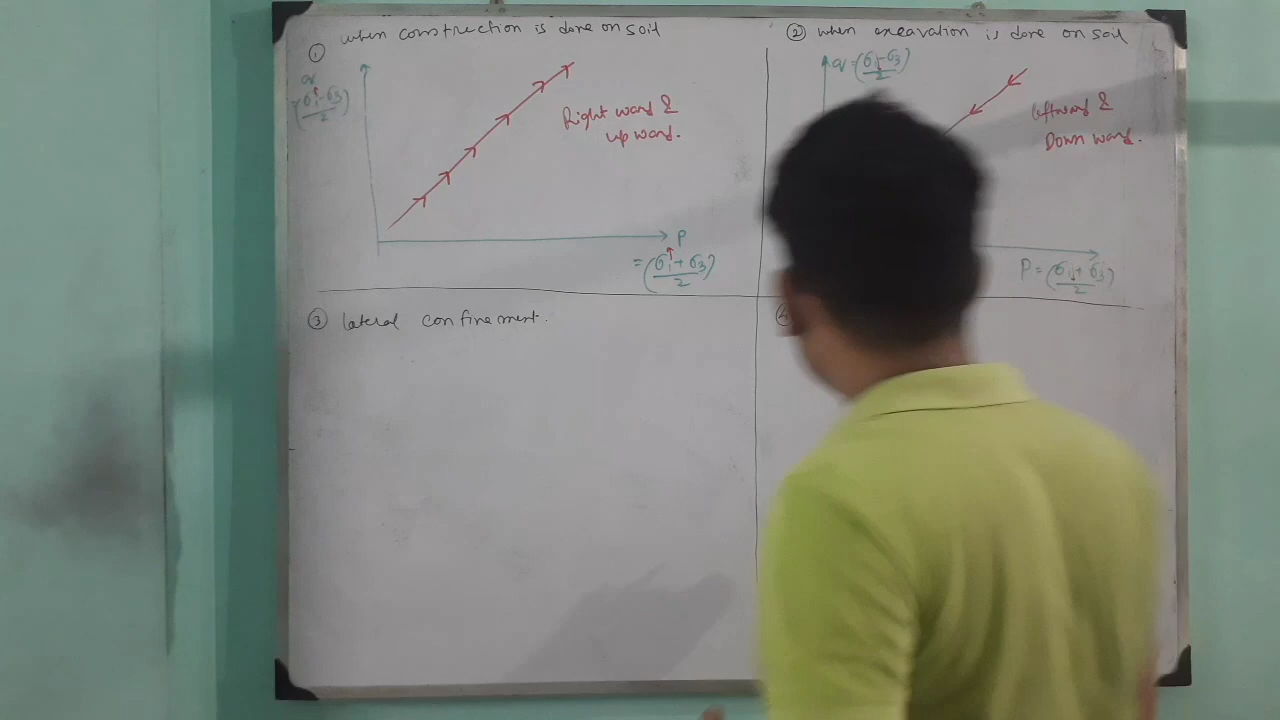 ① when construction is done on soil
q
= (σ₁↑-σ₃)/2
Right ward &
up ward.
P
= (σ₁↑+σ₃)/2
② when excavation is done on soil
q = (σ₁↓-σ₃)/2
leftward &
Down ward.
P = (σ₁↓+σ₃)/2
③ lateral confinement.
④